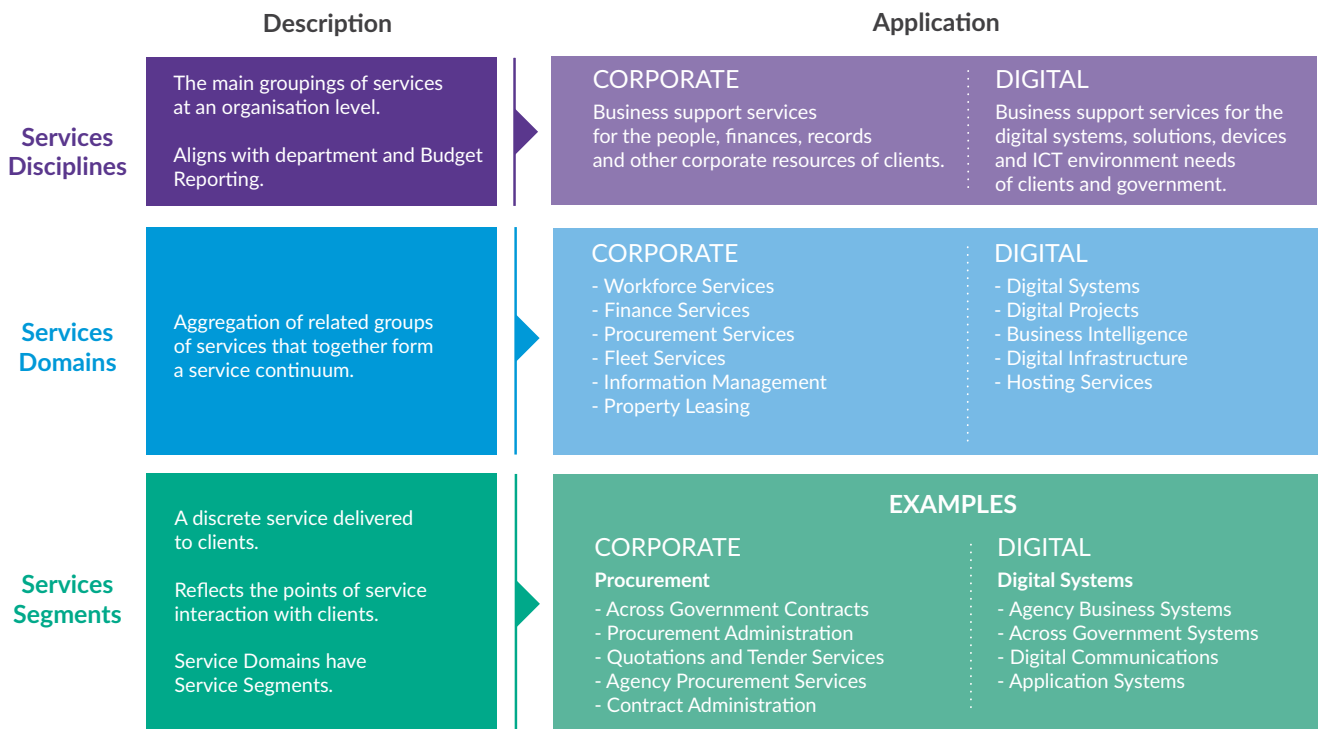 Description
Application
Services
Disciplines
The main groupings of services
at an organisation level.
Aligns with department and Budget
Reporting.
CORPORATE
Business support services
for the people, finances, records
and other corporate resources of clients.
DIGITAL
Business support services for the
digital systems, solutions, devices
and ICT environment needs
of clients and government.
Services
Domains
Aggregation of related groups
of services that together form
a service continuum.
CORPORATE
- Workforce Services
- Finance Services
- Procurement Services
- Fleet Services
- Information Management
- Property Leasing
DIGITAL
- Digital Systems
- Digital Projects
- Business Intelligence
- Digital Infrastructure
- Hosting Services
Services
Segments
A discrete service delivered
to clients.
Reflects the points of service
interaction with clients.
Service Domains have
Service Segments.
EXAMPLES
CORPORATE
Procurement
- Across Government Contracts
- Procurement Administration
- Quotations and Tender Services
- Agency Procurement Services
- Contract Administration
DIGITAL
Digital Systems
- Agency Business Systems
- Across Government Systems
- Digital Communications
- Application Systems